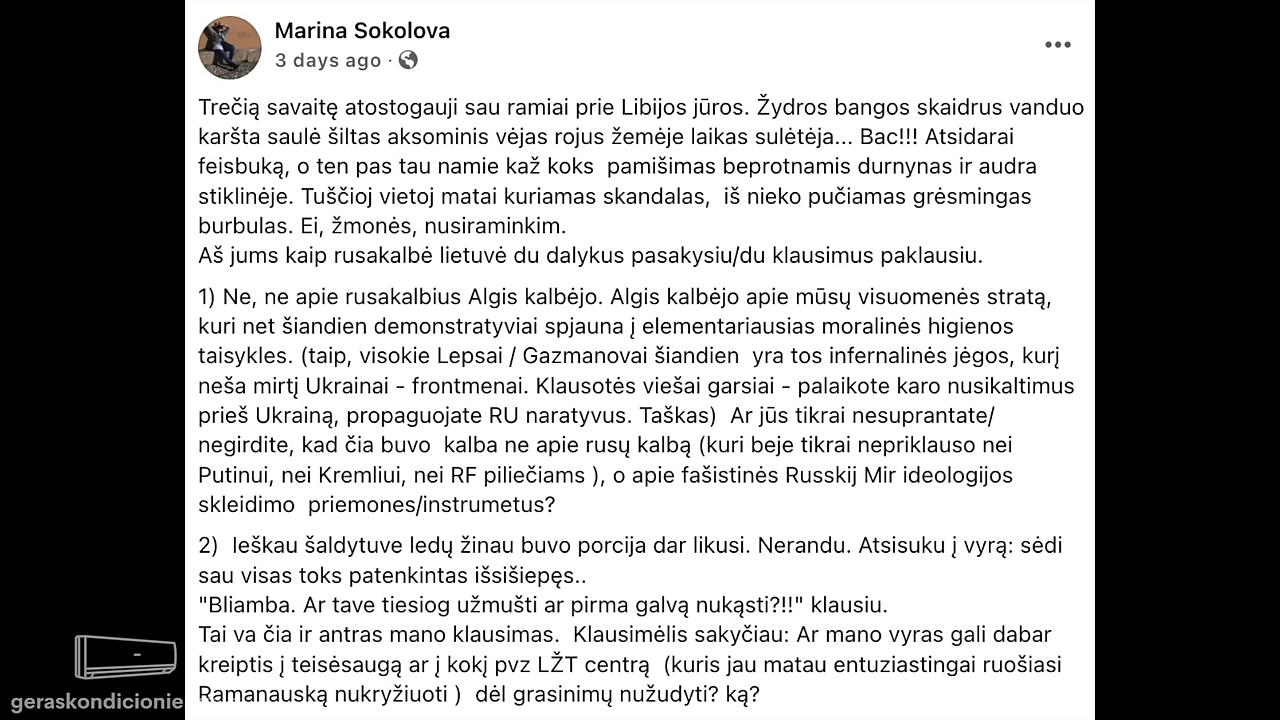 Marina Sokolova
3 days ago ·
Trečią savaitę atostogauji sau ramiai prie Libijos jūros. Žydros bangos skaidrus vanduo
karšta saulė šiltas aksominis vėjas rojus žemėje laikas sulėtėja... Bac!!! Atsidarai
feisbuką, o ten pas tau namie kaž koks  pamišimas beprotnamis durnynas ir audra
stiklinėje. Tuščioj vietoj matai kuriamas skandalas,  iš nieko pučiamas grėsmingas
burbulas. Ei, žmonės, nusiraminkim.
Aš jums kaip rusakalbė lietuvė du dalykus pasakysiu/du klausimus paklausiu.
1) Ne, ne apie rusakalbius Algis kalbėjo. Algis kalbėjo apie mūsų visuomenės stratą,
kuri net šiandien demonstratyviai spjauna į elementariausias moralinės higienos
taisykles. (taip, visokie Lepsai / Gazmanovai šiandien  yra tos infernalinės jėgos, kurį
neša mirtį Ukrainai - frontmenai. Klausotės viešai garsiai - palaikote karo nusikaltimus
prieš Ukrainą, propaguojate RU naratyvus. Taškas)  Ar jūs tikrai nesuprantate/
negirdite, kad čia buvo  kalba ne apie rusų kalbą (kuri beje tikrai nepriklauso nei
Putinui, nei Kremliui, nei RF piliečiams ), o apie fašistinės Russkij Mir ideologijos
skleidimo  priemones/instrumetus?
2)  Ieškau šaldytuve ledų žinau buvo porcija dar likusi. Nerandu. Atsisuku į vyrą: sėdi
sau visas toks patenkintas išsišiepęs..
"Bliamba. Ar tave tiesiog užmušti ar pirma galvą nukąsti?!!" klausiu.
Tai va čia ir antras mano klausimas.  Klausimėlis sakyčiau: Ar mano vyras gali dabar
kreiptis į teisėsaugą ar į kokį pvz LŽT centrą  (kuris jau matau entuziastingai ruošiasi
Ramanauską nukryžiuoti )  dėl grasinimų nužudyti? ką?
geraskondicionie